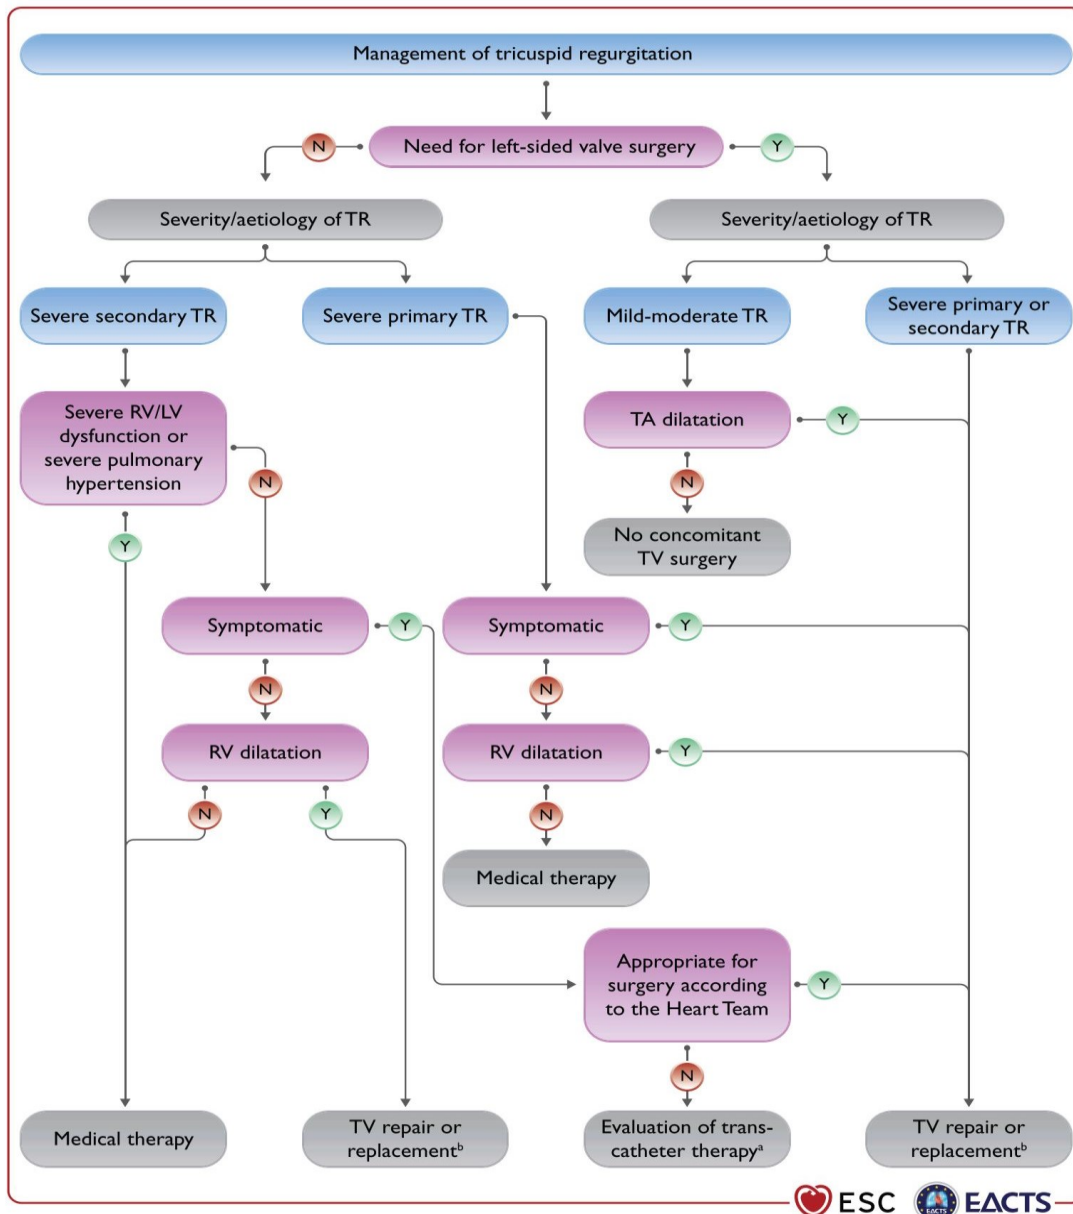 Management of tricuspid regurgitation
N
Need for left-sided valve surgery
Y
Severity/aetiology of TR
Severity/aetiology of TR
Severe secondary TR
Severe primary TR
Mild-moderate TR
Severe primary or
secondary TR
Severe RV/LV
dysfunction or
severe pulmonary
hypertension
N
Y
TA dilatation
Y
N
No concomitant
TV surgery
Symptomatic
Y
Symptomatic
Y
N
N
RV dilatation
RV dilatation
Y
N
Y
N
Medical therapy
Appropriate for
surgery according
to the Heart Team
Y
N
Medical therapy
TV repair or
replacementᵇ
Evaluation of trans-
catheter therapyᵃ
TV repair or
replacementᵇ
ESC
EACTS
EACTS